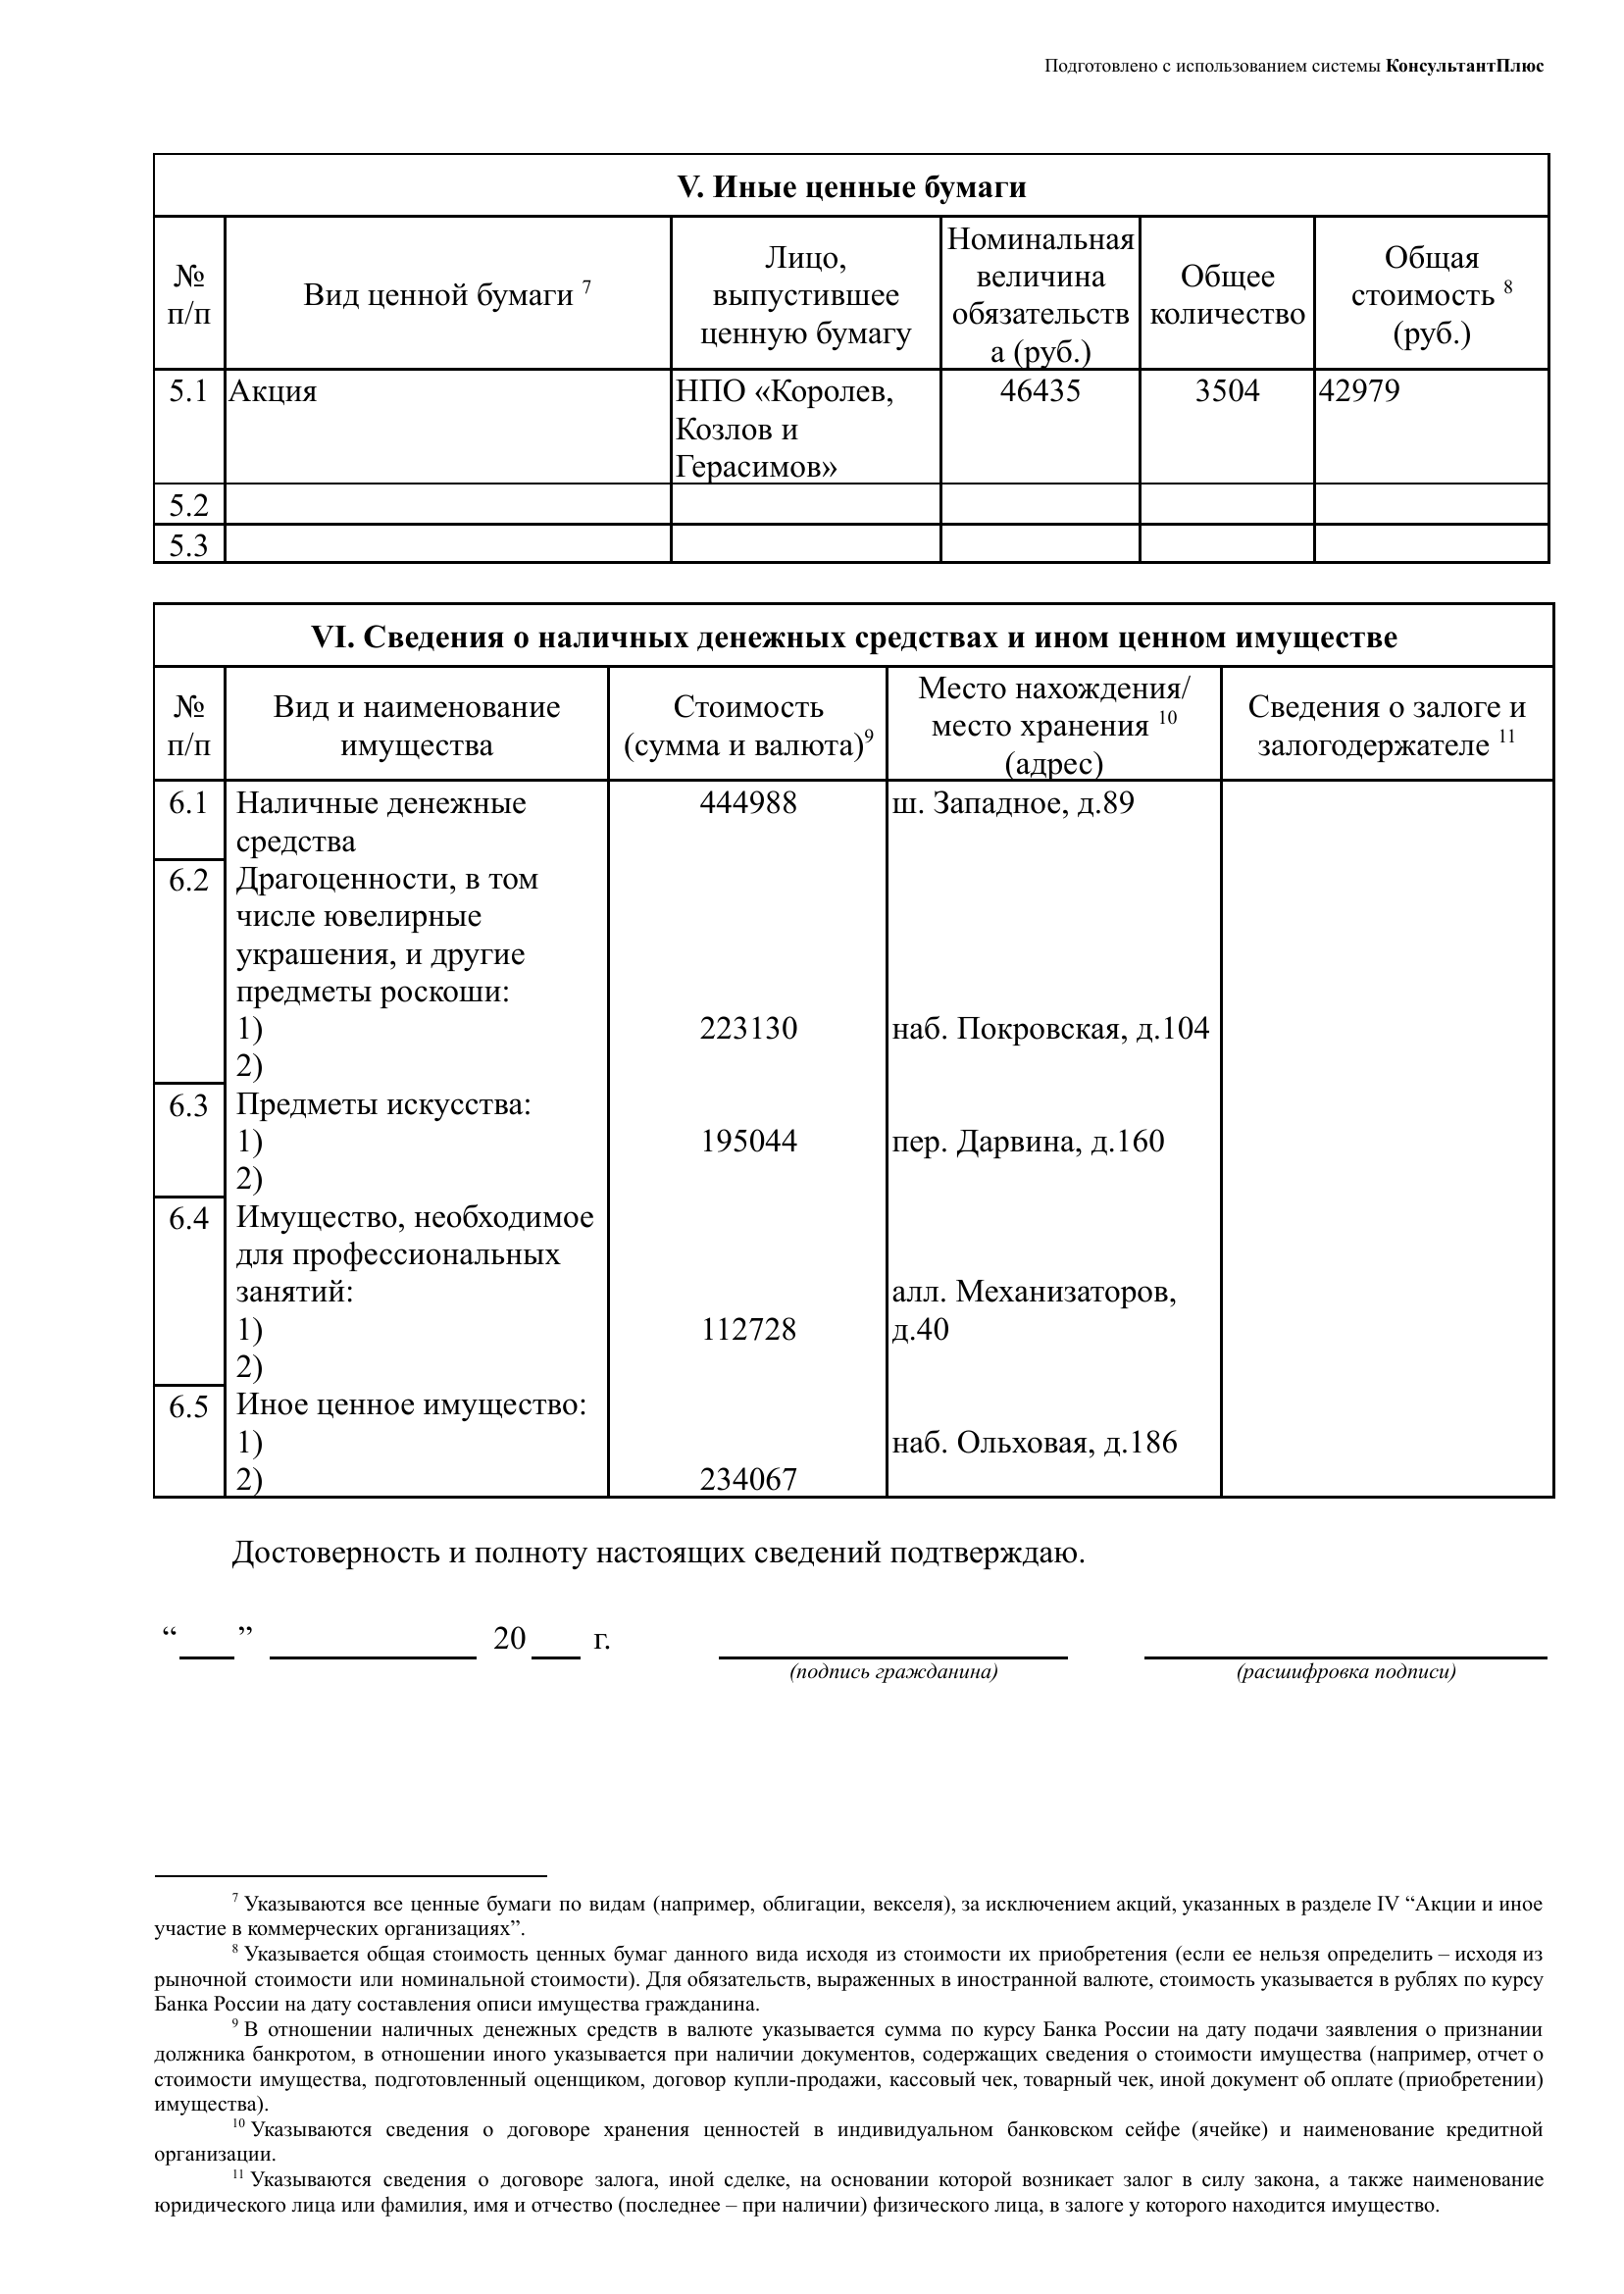 Подготовлено с использованием системы КонсультантПлюс
V. Иные ценные бумаги
№ п/п
Вид ценной бумаги 7
Лицо,
выпустившее
ценную бумагу
Номинальная
величина
обязательств
а (руб.)
Общее
количество
Общая
стоимость 8
(руб.)
5.1 Акция НПО «Королев, 46435 3504 42979
Козлов и
Герасимов»
5.2
5.3
VI. Сведения о наличных денежных средствах и ином ценном имуществе
№ п/п
Вид и наименование
имущества
Стоимость
(сумма и валюта)9
Место нахождения/
место хранения 10
(адрес)
Сведения о залоге и
залогодержателе 11
6.1 Наличные денежные 444988 ш. Западное, д.89
средства
6.2 Драгоценности, в том
числе ювелирные
украшения, и другие
предметы роскоши:
1) 223130 наб. Покровская, д.104
2)
6.3 Предметы искусства:
1) 195044 пер. Дарвина, д.160
2)
6.4 Имущество, необходимое
для профессиональных
занятий: алл. Механизаторов,
1) 112728 д.40
2)
6.5 Иное ценное имущество:
1) наб. Ольховая, д.186
2) 234067
Достоверность и полноту настоящих сведений подтверждаю.
“ ” 20 г.
(подпись гражданина) (расшифровка подписи)
7 Указываются все ценные бумаги по видам (например, облигации, векселя), за исключением акций, указанных в разделе IV “Акции и иное
участие в коммерческих организациях”.
8 Указывается общая стоимость ценных бумаг данного вида исходя из стоимости их приобретения (если ее нельзя определить – исходя из
рыночной стоимости или номинальной стоимости). Для обязательств, выраженных в иностранной валюте, стоимость указывается в рублях по курсу
Банка России на дату составления описи имущества гражданина.
9 В отношении наличных денежных средств в валюте указывается сумма по курсу Банка России на дату подачи заявления о признании
должника банкротом, в отношении иного указывается при наличии документов, содержащих сведения о стоимости имущества (например, отчет о
стоимости имущества, подготовленный оценщиком, договор купли-продажи, кассовый чек, товарный чек, иной документ об оплате (приобретении)
имущества).
10 Указываются сведения о договоре хранения ценностей в индивидуальном банковском сейфе (ячейке) и наименование кредитной
организации.
11 Указываются сведения о договоре залога, иной сделке, на основании которой возникает залог в силу закона, а также наименование
юридического лица или фамилия, имя и отчество (последнее – при наличии) физического лица, в залоге у которого находится имущество.